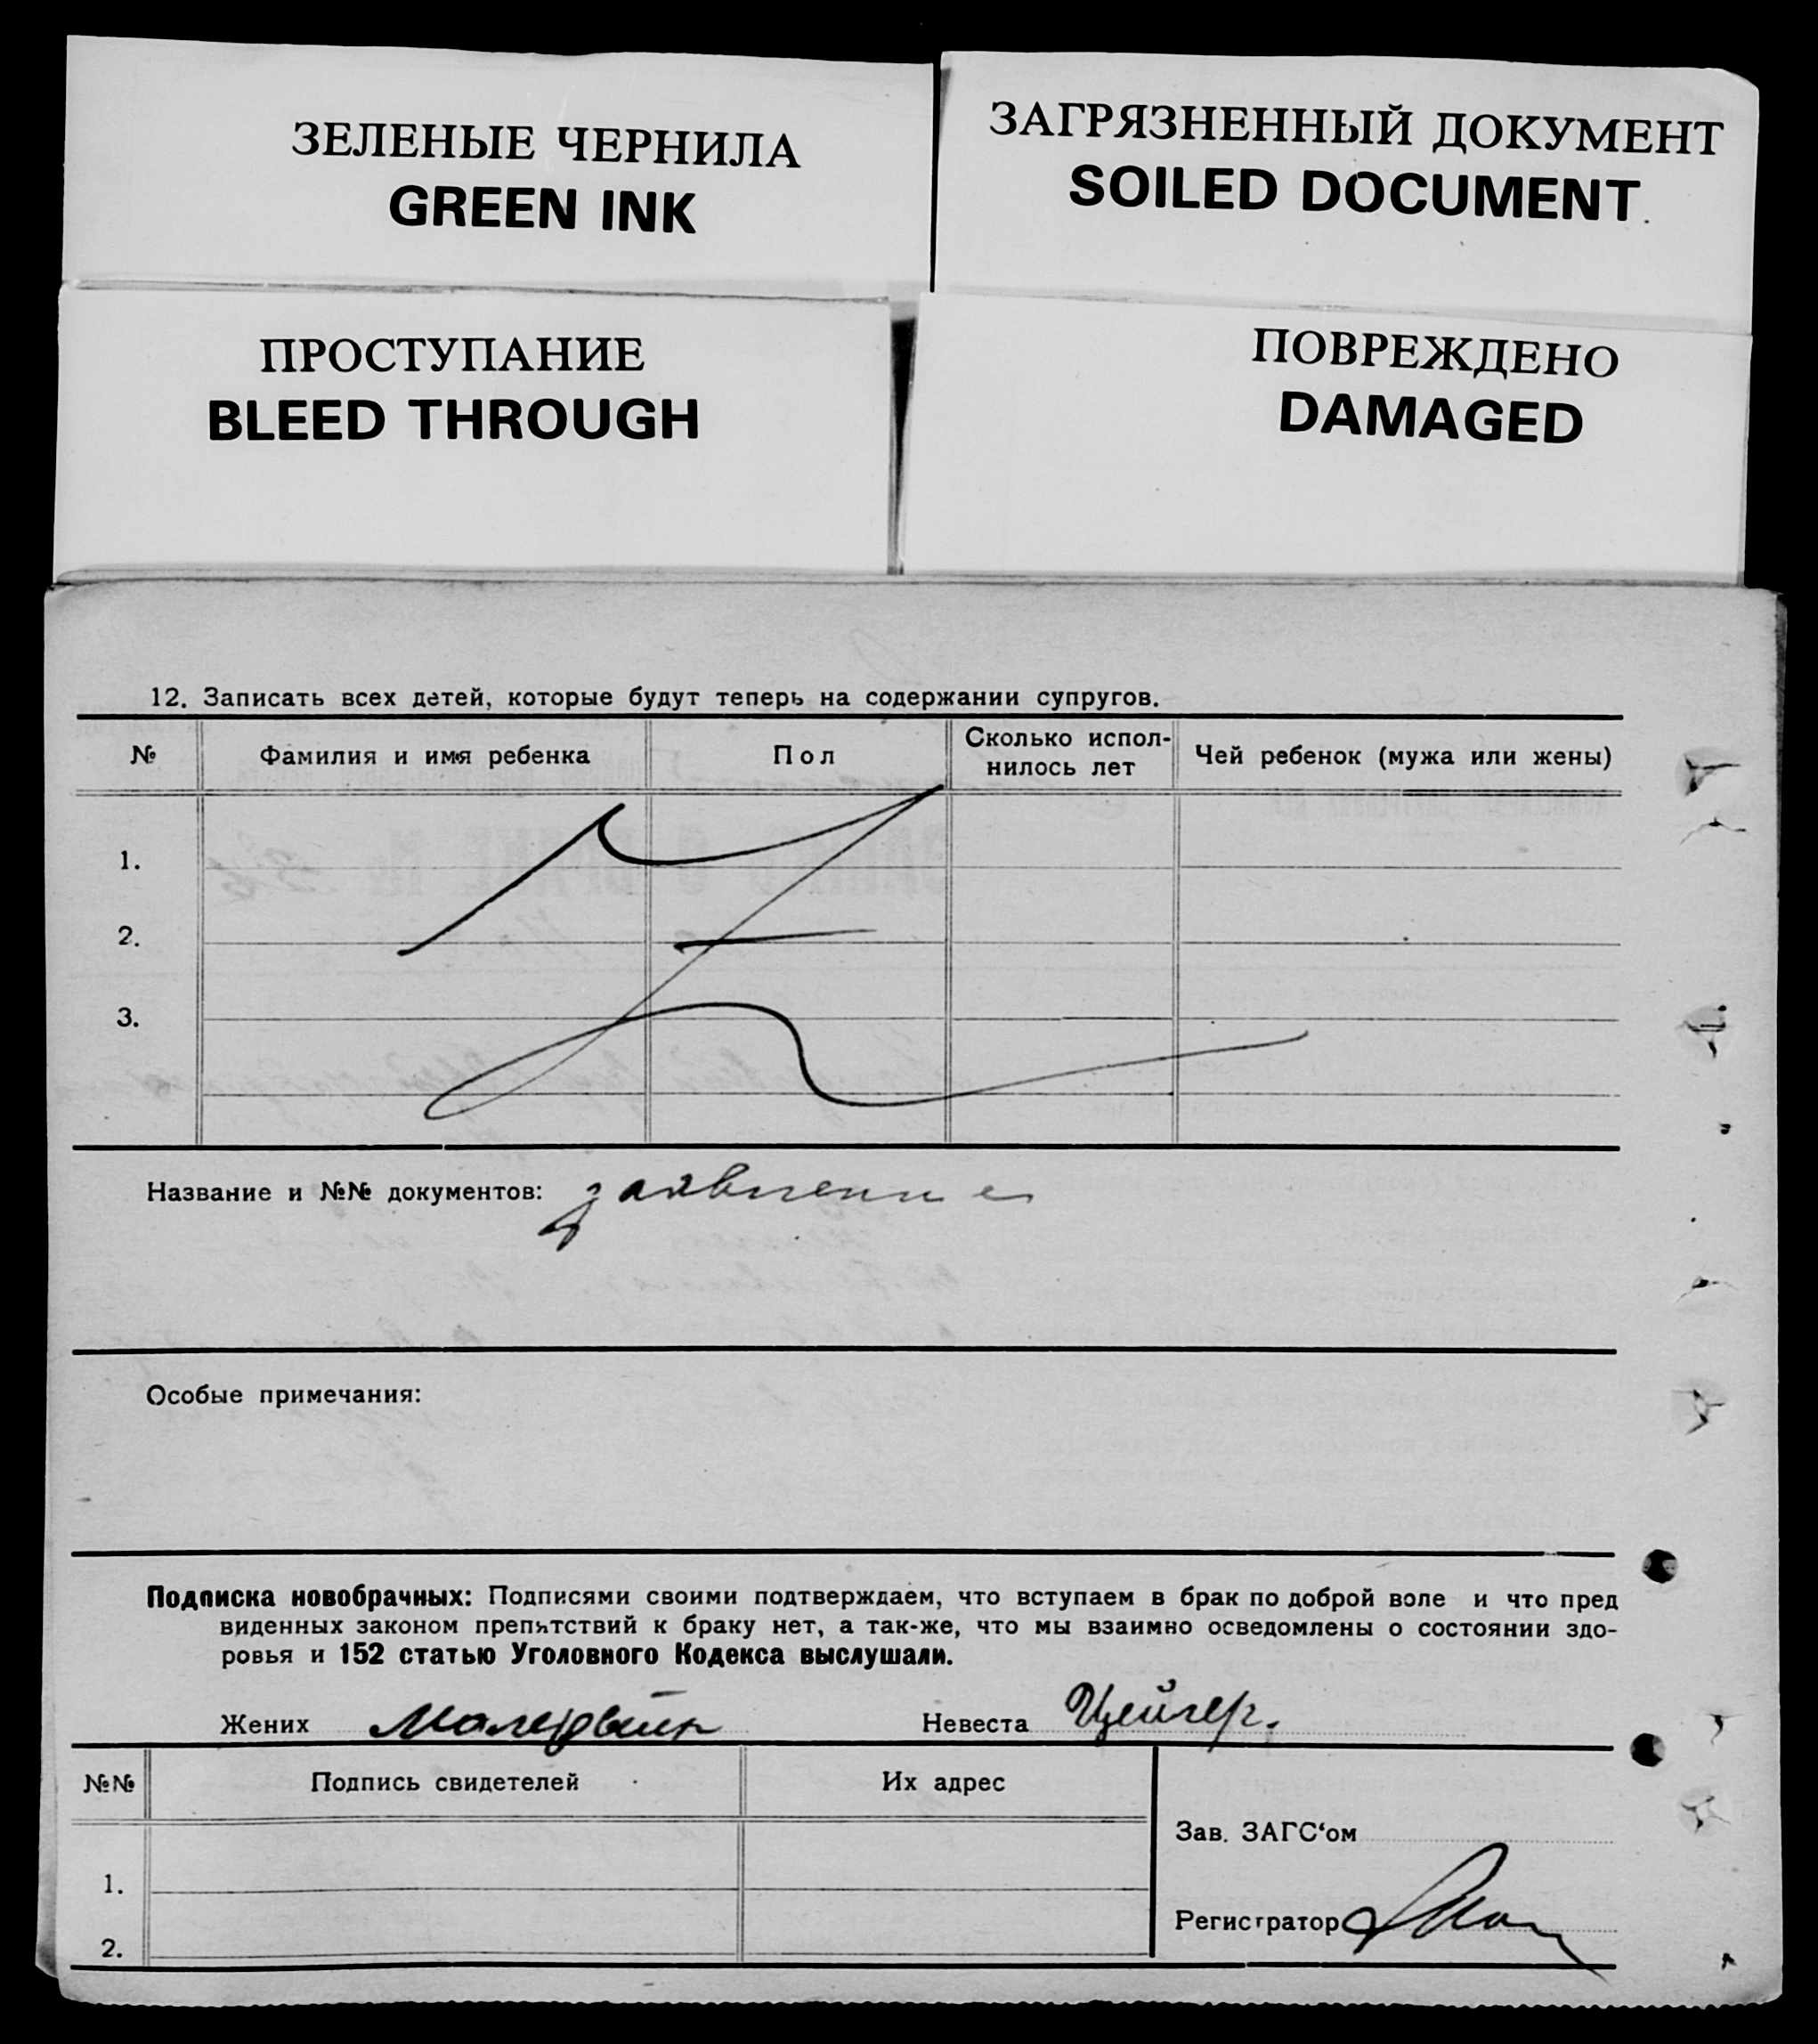 ЗЕЛЕНЫЕ ЧЕРНИЛА
GREEN INK
ЗАГРЯЗНЕННЫЙ ДОКУМЕНТ
SOILED DOCUMENT
ПРОСТУПАНИЕ
BLEED THROUGH
ПОВРЕЖДЕНО
DAMAGED
12. Записать всех детей, которые будут теперь на содержании супругов.
№ Фамилия и имя ребенка Пол Сколько испол-нилось лет Чей ребенок (мужа или жены)
1.
2.
3.
Название и №№ документов: заявление
Особые примечания:
Подписка новобрачных: Подписями своими подтверждаем, что вступаем в брак по доброй воле и что пред
виденных законом препятствий к браку нет, а так-же, что мы взаимно осведомлены о состоянии здо-
ровья и 152 статью Уголовного Кодекса выслушали.
Жених Невеста Цейгер.
№№ Подпись свидетелей Их адрес
Зав. ЗАГС‘ом
1.
Регистратор
2.